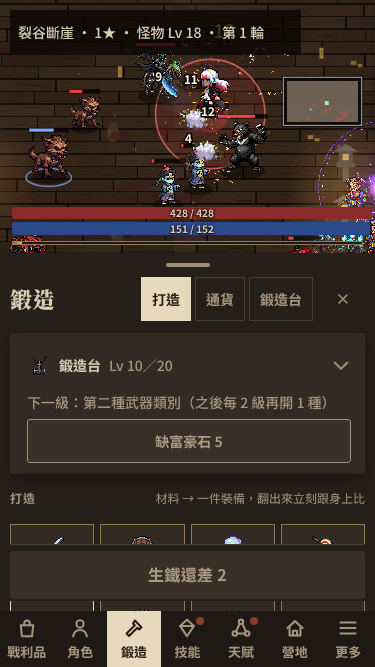 裂谷斷崖 · 1★ · 怪物 Lv 18 · 第 1 輪
9
11
12
4
428 / 428
151 / 152
鍛造
打造
通貨
鍛造台
×
鍛造台 Lv 10／20
下一級：第二種武器類別（之後每 2 級再開 1 種）
缺富豪石 5
打造
材料 → 一件裝備，翻出來立刻跟身上比
生鐵還差 2
戰利品
角色
鍛造
技能
天賦
營地
更多